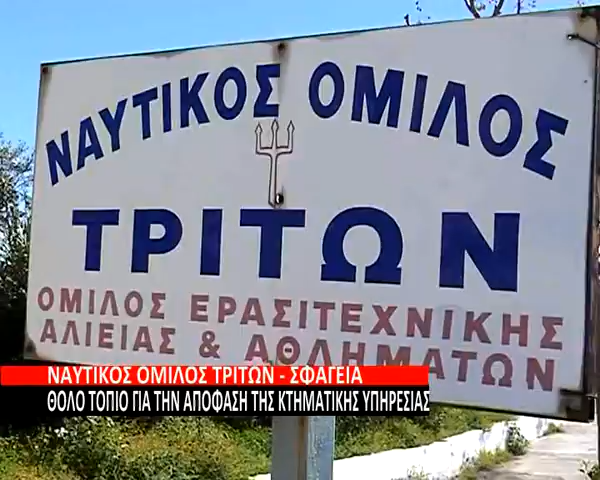 ΝΑΥΤΙΚΟΣ ΟΜΙΛΟΣ
ΤΡΙΤΩΝ
ΟΜΙΛΟΣ ΕΡΑΣΙΤΕΧΝΙΚΗΣ
ΑΛΙΕΙΑΣ & ΑΘΛΗΜΑΤΩΝ
ΝΑΥΤΙΚΟΣ ΟΜΙΛΟΣ ΤΡΙΤΩΝ - ΣΦΑΓΕΙΑ
ΘΟΛΟ ΤΟΠΙΟ ΓΙΑ ΤΗΝ ΑΠΟΦΑΣΗ ΤΗΣ ΚΤΗΜΑΤΙΚΗΣ ΥΠΗΡΕΣΙΑΣ